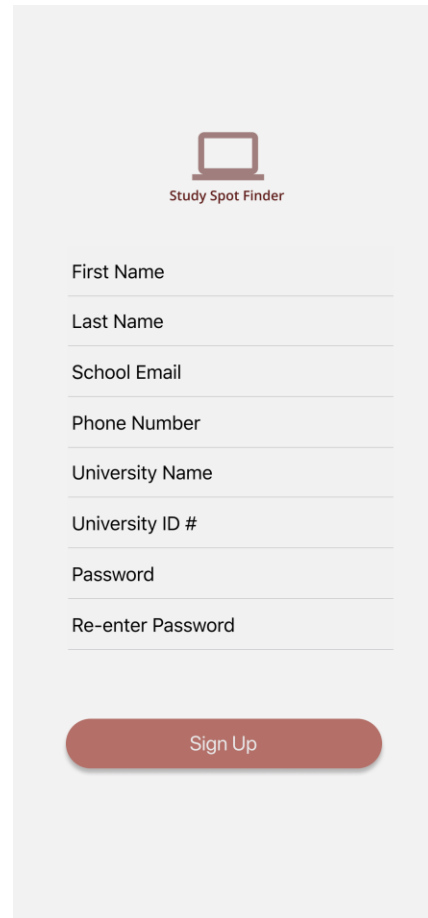 Study Spot Finder
First Name
Last Name
School Email
Phone Number
University Name
University ID #
Password
Re-enter Password
Sign Up